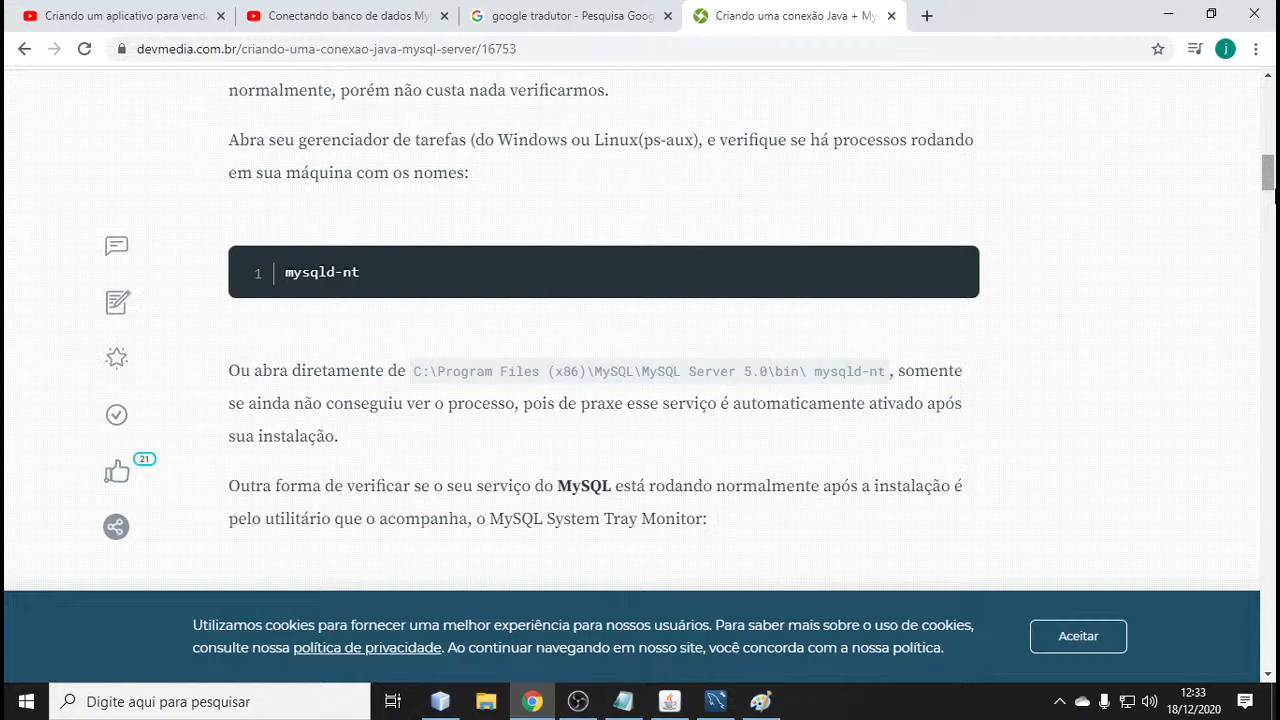 Criando um aplicativo para vend
Conectando banco de dados My
google tradutor - Pesquisa Goog
Criando uma conexão Java + My
devmedia.com.br/criando-uma-conexao-java-mysql-server/16753
j
normalmente, porém não custa nada verificarmos.
Abra seu gerenciador de tarefas (do Windows ou Linux(ps-aux), e verifique se há processos rodando
em sua máquina com os nomes:
1 mysqld-nt
Ou abra diretamente de C:\Program Files (x86)\MySQL\MySQL Server 5.0\bin\ mysqld-nt, somente
se ainda não conseguiu ver o processo, pois de praxe esse serviço é automaticamente ativado após
sua instalação.
21
Outra forma de verificar se o seu serviço do MySQL está rodando normalmente após a instalação é
pelo utilitário que o acompanha, o MySQL System Tray Monitor:
Utilizamos cookies para fornecer uma melhor experiência para nossos usuários. Para saber mais sobre o uso de cookies,
consulte nossa política de privacidade. Ao continuar navegando em nosso site, você concorda com a nossa política.
Aceitar
Digite aqui para pesquisar
12:33
18/12/2020